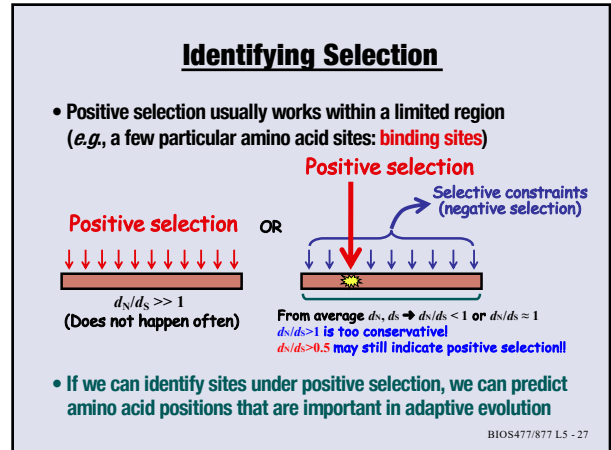 Identifying Selection
• Positive selection usually works within a limited region
(e.g., a few particular amino acid sites: binding sites)
Positive selection
Positive selection
OR
Selective constraints
(negative selection)
dN/dS >> 1
(Does not happen often)
From average dN, dS ➔ dN/dS < 1 or dN/dS ≈ 1
dN/dS>1 is too conservative!
dN/dS>0.5 may still indicate positive selection!!
• If we can identify sites under positive selection, we can predict
amino acid positions that are important in adaptive evolution
BIOS477/877 L5 - 27